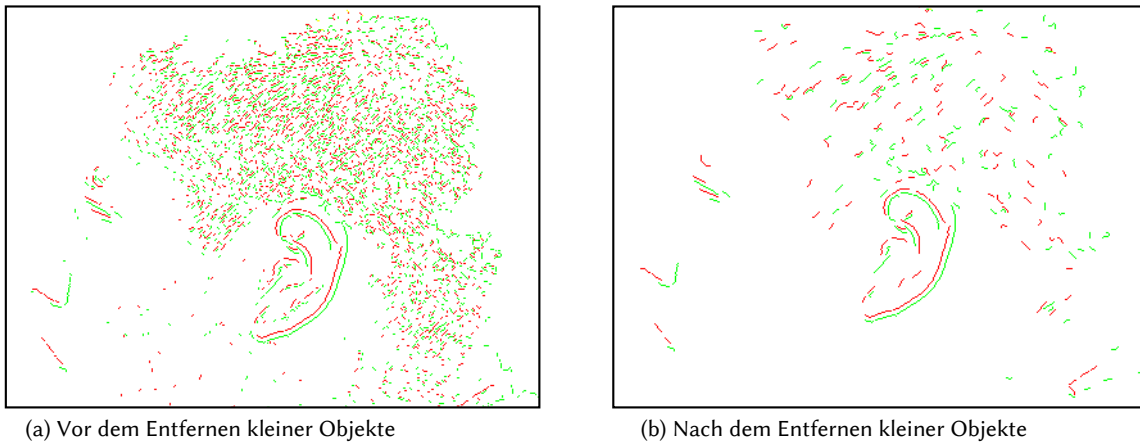 (a) Vor dem Entfernen kleiner Objekte
(b) Nach dem Entfernen kleiner Objekte